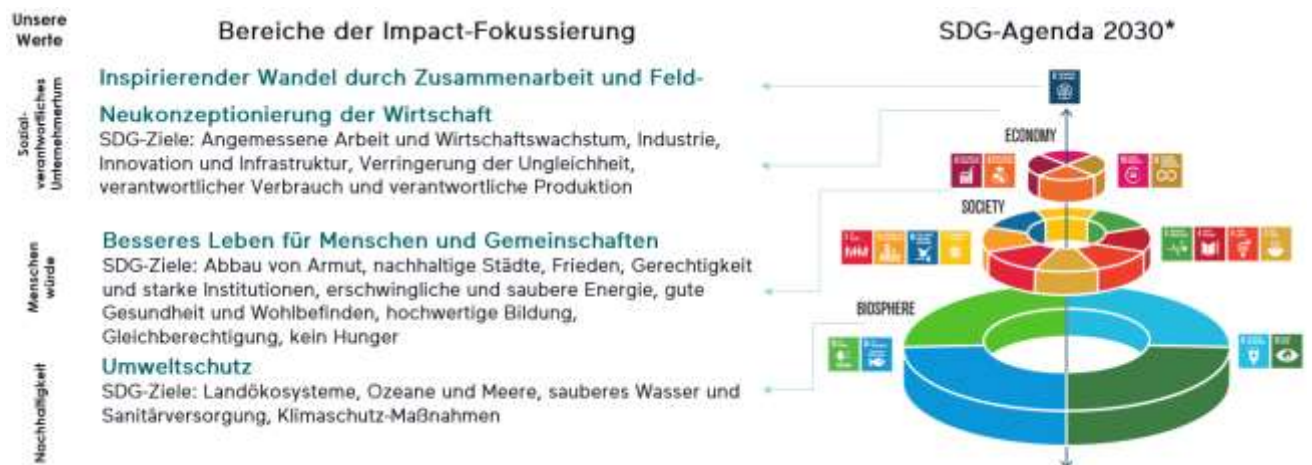 Unsere
Werte
Bereiche der Impact-Fokussierung
SDG-Agenda 2030*
Sozial-
verantwortliches
Unternehmertum
Inspirierender Wandel durch Zusammenarbeit und Feld-
Neukonzeptionierung der Wirtschaft
SDG-Ziele: Angemessene Arbeit und Wirtschaftswachstum, Industrie,
Innovation und Infrastruktur, Verringerung der Ungleichheit,
verantwortlicher Verbrauch und verantwortliche Produktion
Menschen
würde
Besseres Leben für Menschen und Gemeinschaften
SDG-Ziele: Abbau von Armut, nachhaltige Städte, Frieden, Gerechtigkeit
und starke Institutionen, erschwingliche und saubere Energie, gute
Gesundheit und Wohlbefinden, hochwertige Bildung,
Gleichberechtigung, kein Hunger
Nachhaltigkeit
Umweltschutz
SDG-Ziele: Landökosysteme, Ozeane und Meere, sauberes Wasser und
Sanitärversorgung, Klimaschutz-Maßnahmen
ECONOMY
SOCIETY
BIOSPHERE